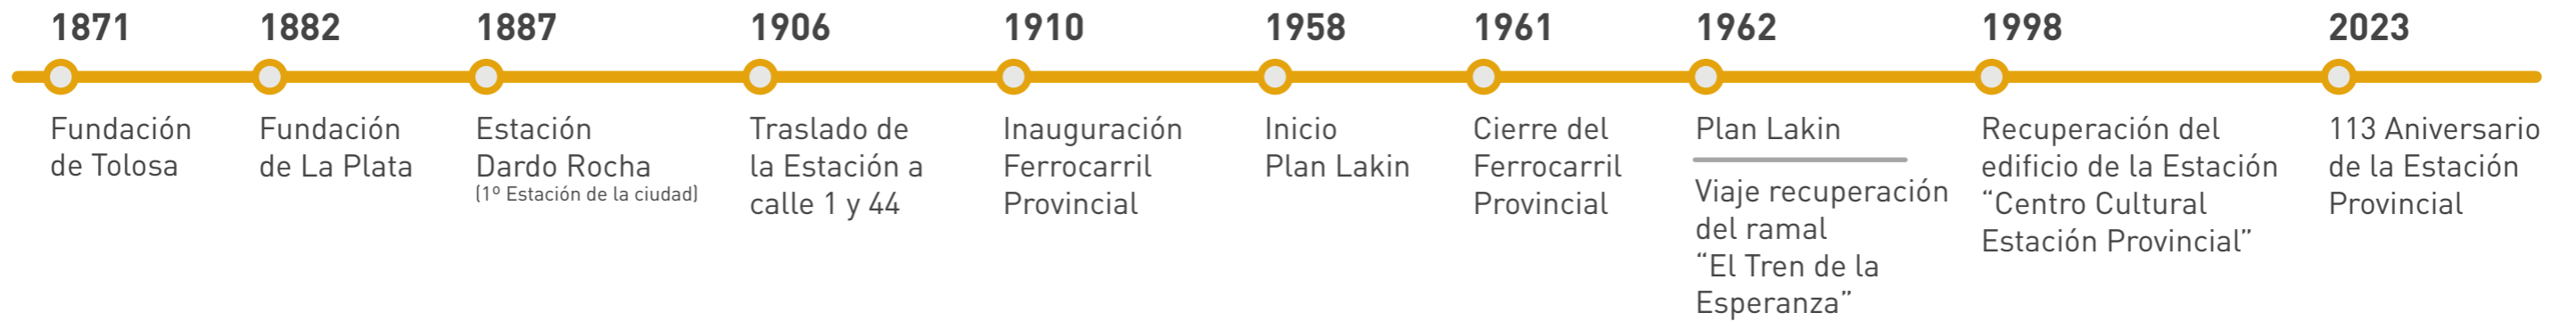 1871
Fundación
de Tolosa
1882
Fundación
de La Plata
1887
Estación
Dardo Rocha
(1º Estación de la ciudad)
1906
Traslado de
la Estación a
calle 1 y 44
1910
Inauguración
Ferrocarril
Provincial
1958
Inicio
Plan Lakin
1961
Cierre del
Ferrocarril
Provincial
1962
Plan Lakin
Viaje recuperación
del ramal
“El Tren de la
Esperanza”
1998
Recuperación del
edificio de la Estación
“Centro Cultural
Estación Provincial”
2023
113 Aniversario
de la Estación
Provincial